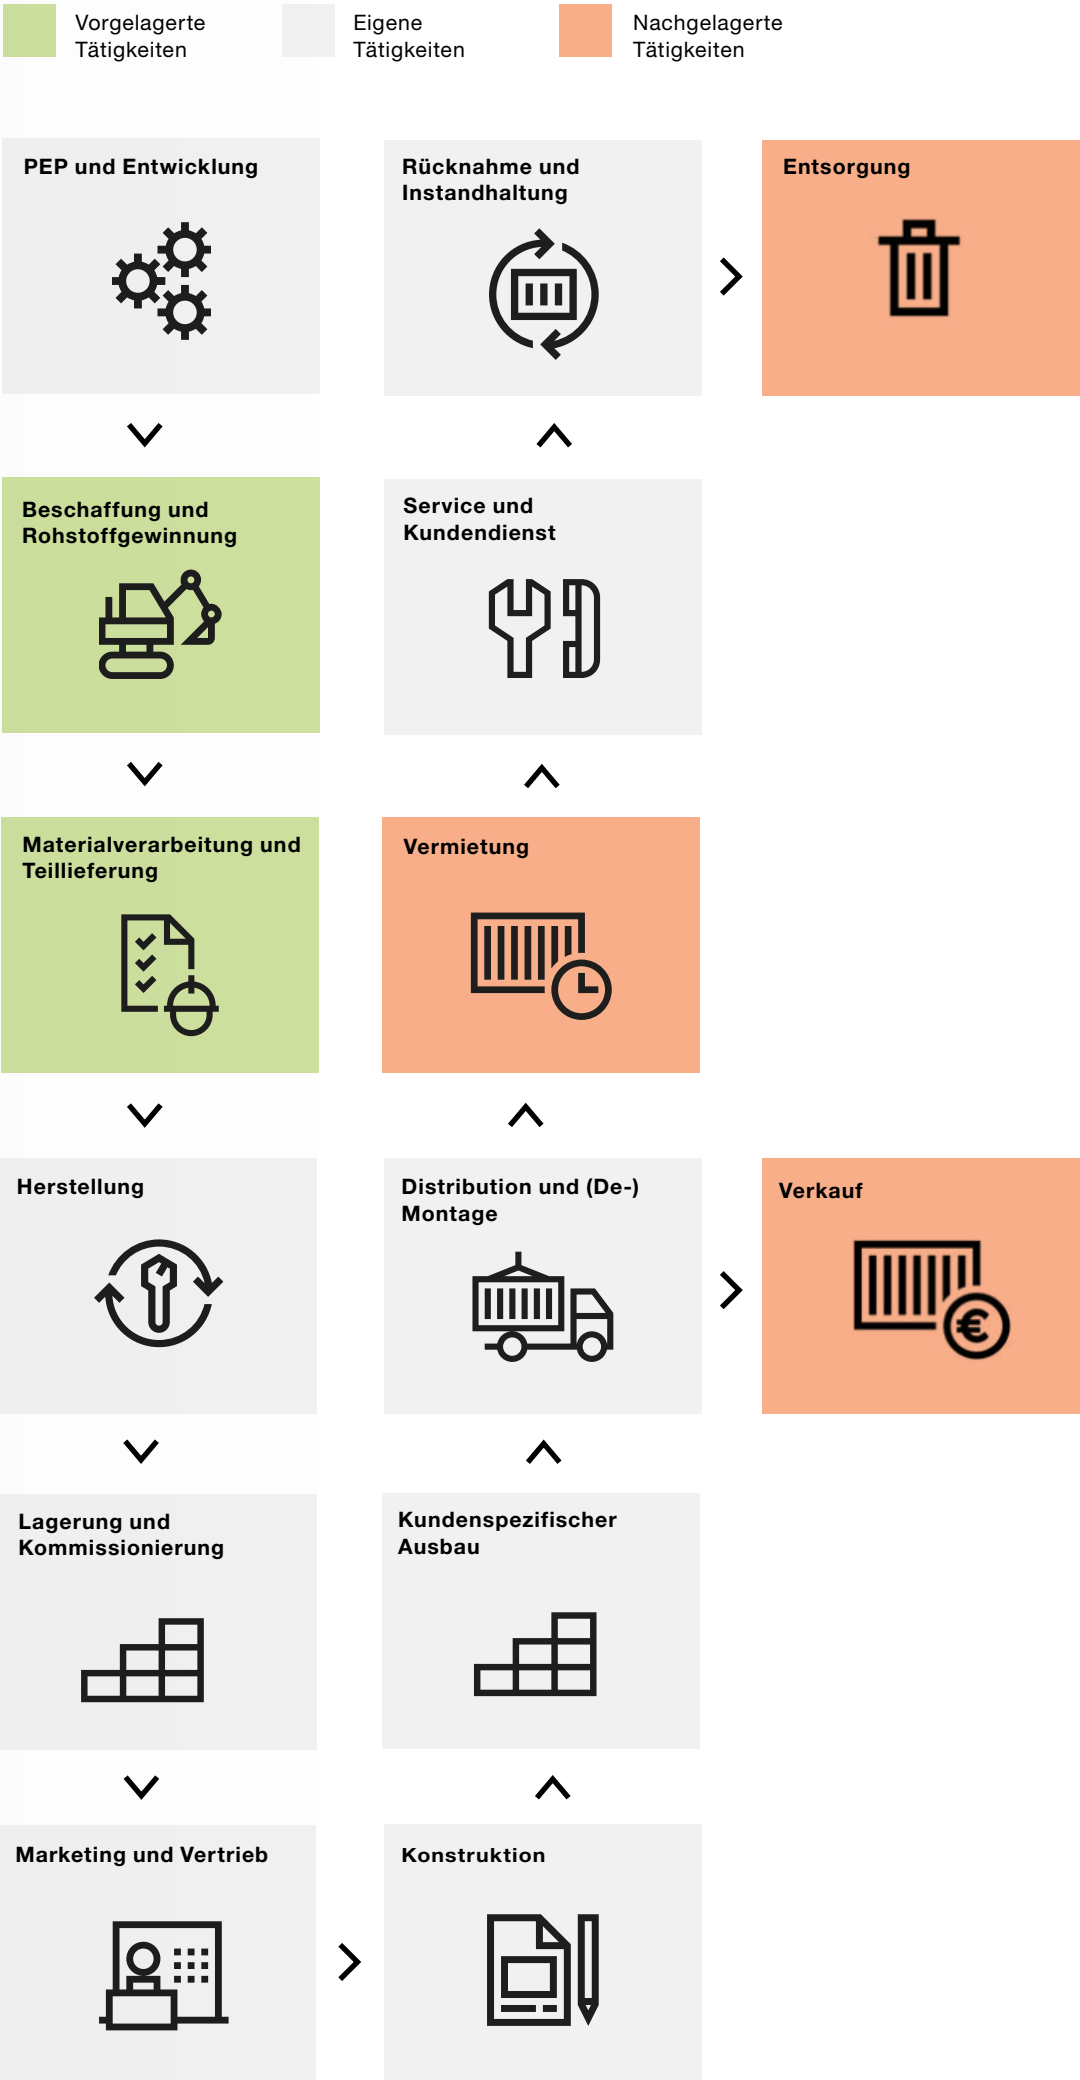 Vorgelagerte
Tätigkeiten
Eigene
Tätigkeiten
Nachgelagerte
Tätigkeiten
PEP und Entwicklung
Rücknahme und
Instandhaltung
Entsorgung
Beschaffung und
Rohstoffgewinnung
Service und
Kundendienst
Materialverarbeitung und
Teillieferung
Vermietung
Herstellung
Distribution und (De-)
Montage
Verkauf
€
Lagerung und
Kommissionierung
Kundenspezifischer
Ausbau
Marketing und Vertrieb
Konstruktion